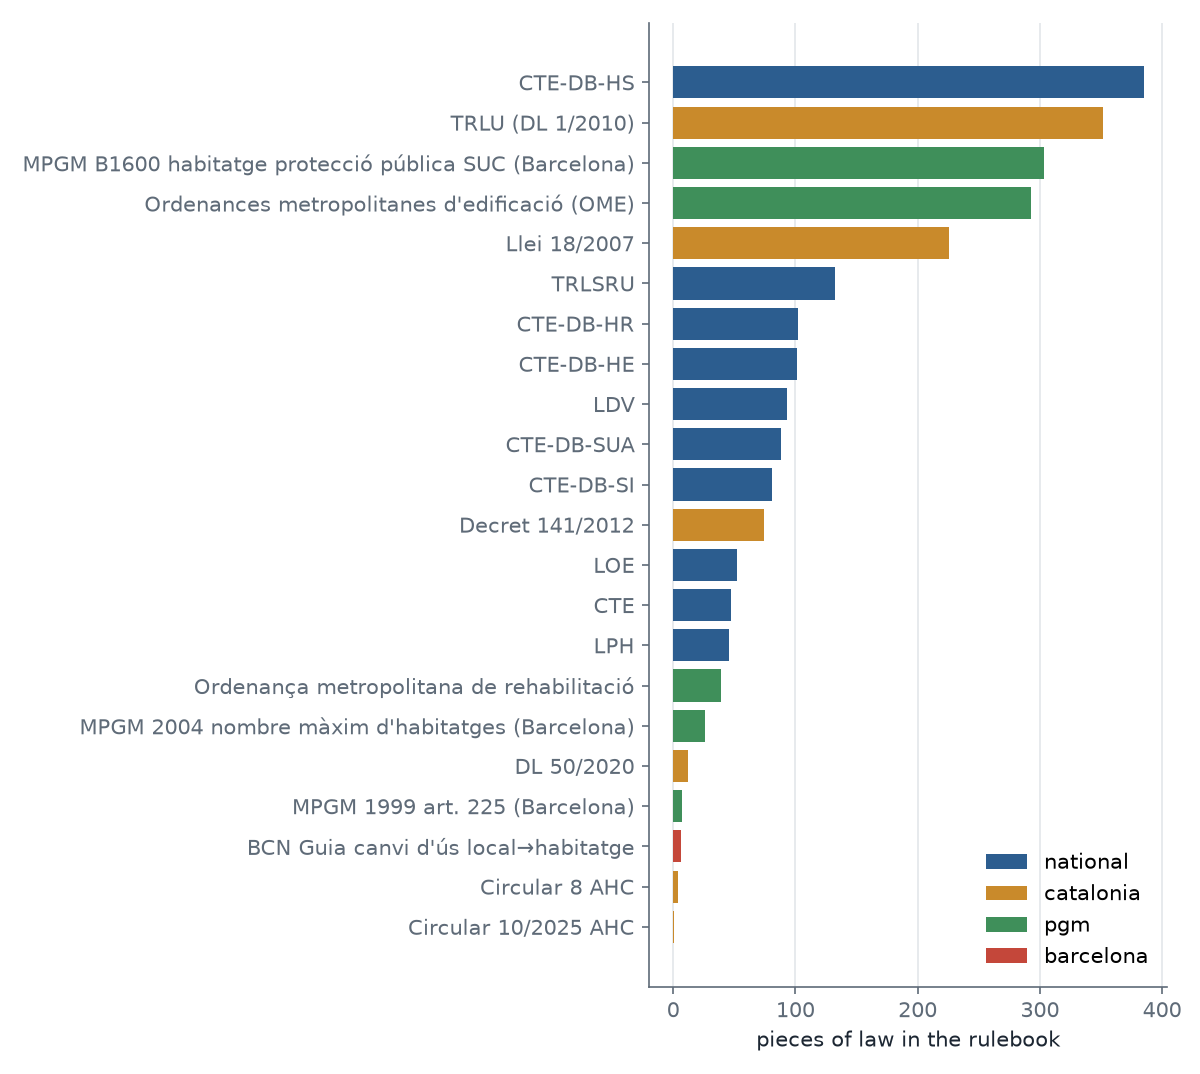 CTE-DB-HS
TRLU (DL 1/2010)
MPGM B1600 habitatge protecció pública SUC (Barcelona)
Ordenances metropolitanes d'edificació (OME)
Llei 18/2007
TRLSRU
CTE-DB-HR
CTE-DB-HE
LDV
CTE-DB-SUA
CTE-DB-SI
Decret 141/2012
LOE
CTE
LPH
Ordenança metropolitana de rehabilitació
MPGM 2004 nombre màxim d'habitatges (Barcelona)
DL 50/2020
MPGM 1999 art. 225 (Barcelona)
BCN Guia canvi d'ús local→habitatge
Circular 8 AHC
Circular 10/2025 AHC
national
catalonia
pgm
barcelona
0 100 200 300 400
pieces of law in the rulebook